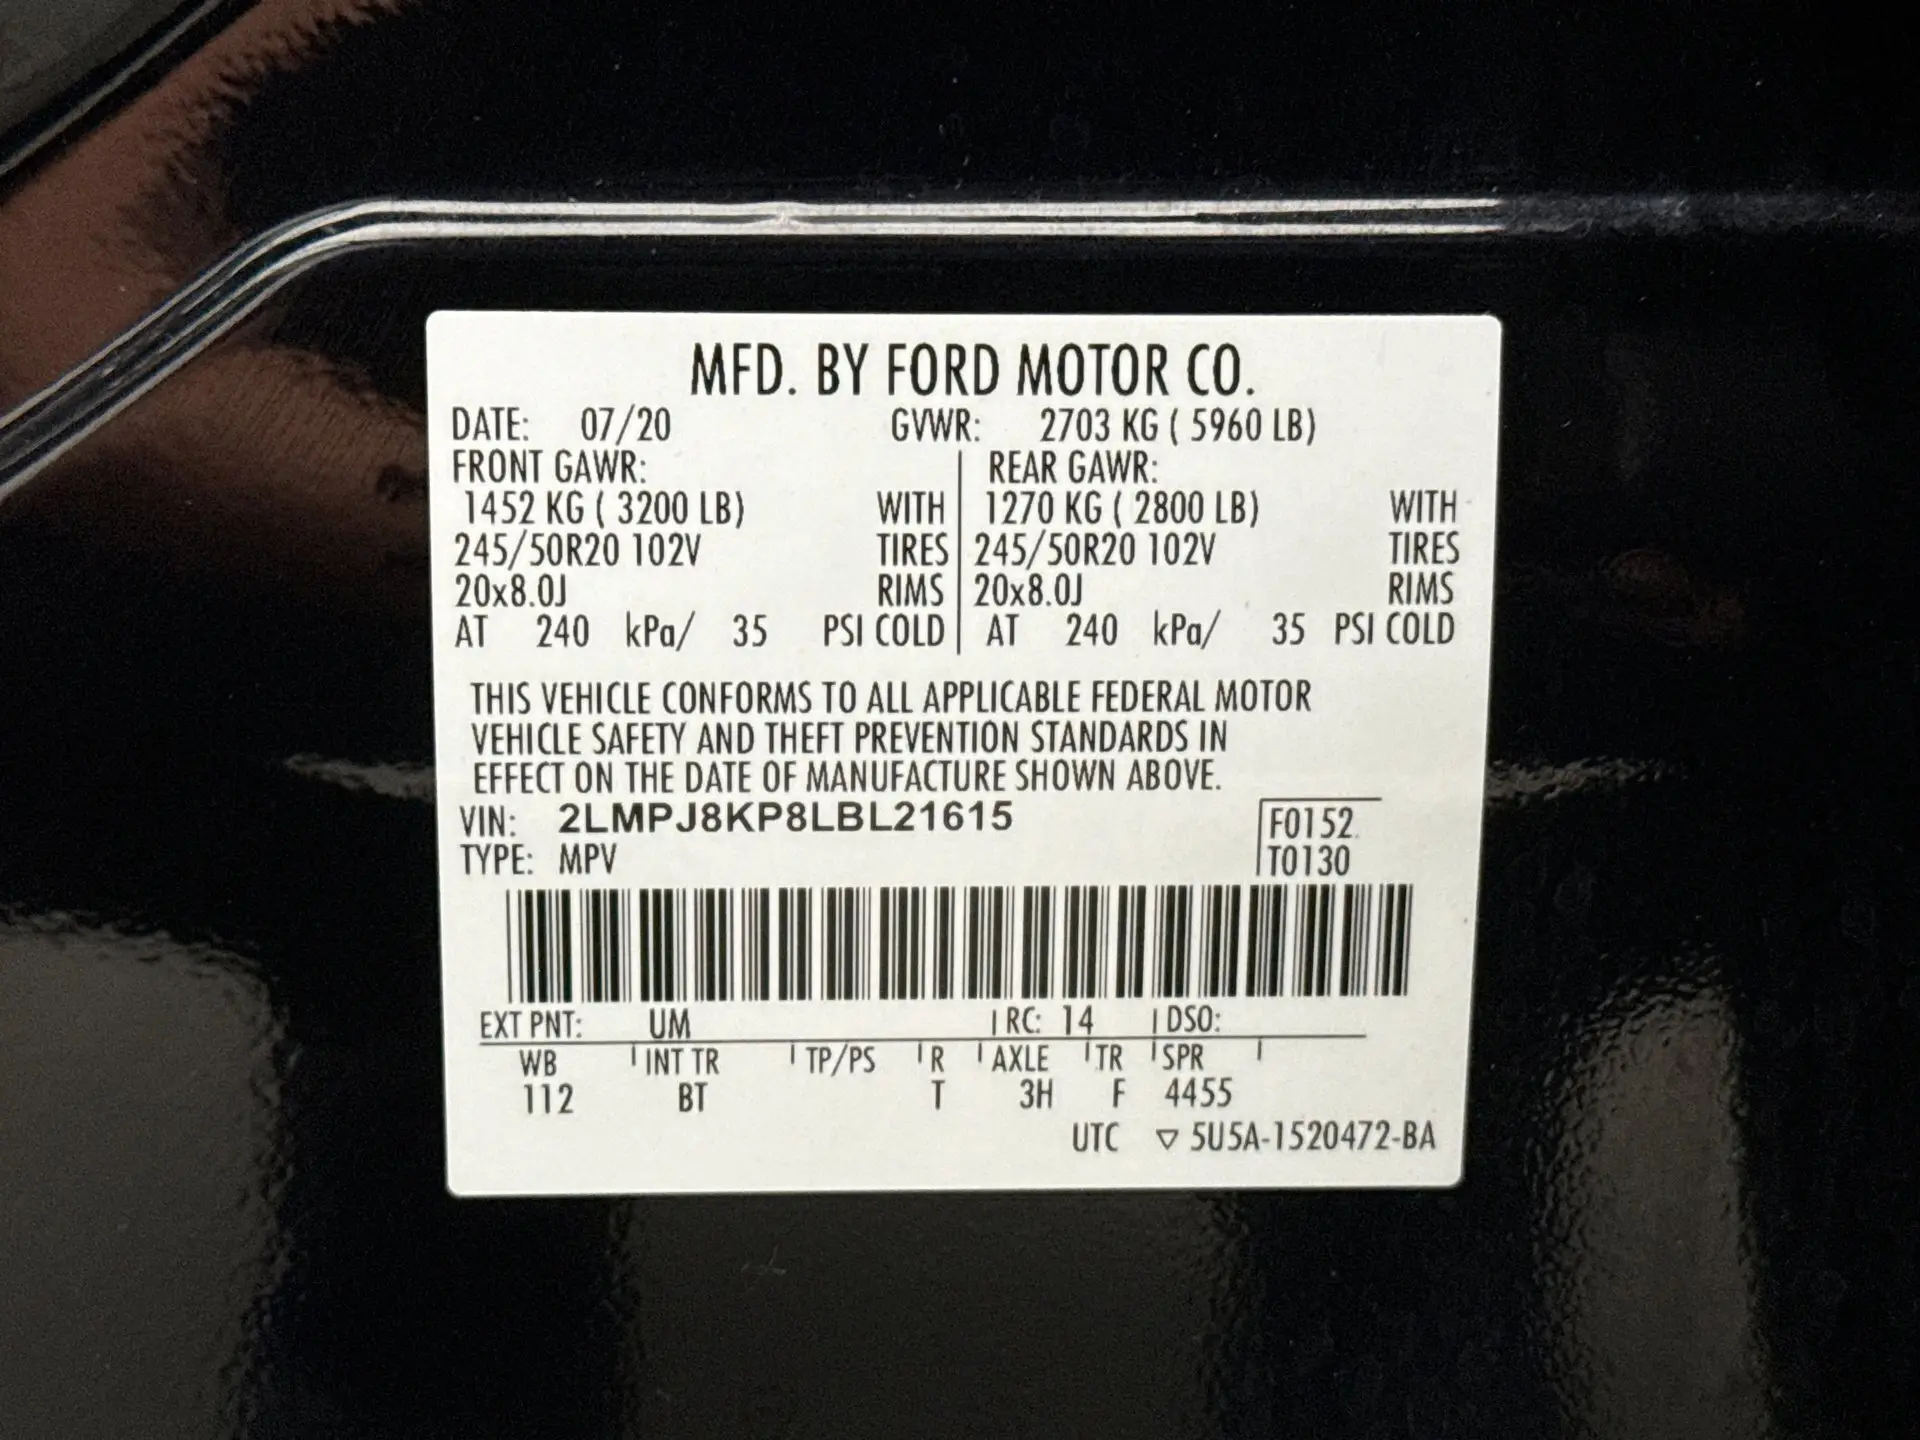 MFD. BY FORD MOTOR CO.
DATE: 07/20 GVWR: 2703 KG ( 5960 LB)
FRONT GAWR: REAR GAWR:
1452 KG ( 3200 LB) WITH 1270 KG ( 2800 LB) WITH
245/50R20 102V TIRES 245/50R20 102V TIRES
20x8.0J RIMS 20x8.0J RIMS
AT 240 kPa/ 35 PSI COLD AT 240 kPa/ 35 PSI COLD
THIS VEHICLE CONFORMS TO ALL APPLICABLE FEDERAL MOTOR
VEHICLE SAFETY AND THEFT PREVENTION STANDARDS IN
EFFECT ON THE DATE OF MANUFACTURE SHOWN ABOVE.
VIN: 2LMPJ8KP8LBL21615 F0152
TYPE: MPV T0130
EXT PNT: UM RC: 14 DSO:
WB INT TR TP/PS R AXLE TR SPR
112 BT T 3H F 4455
UTC ▽ 5U5A-1520472-BA